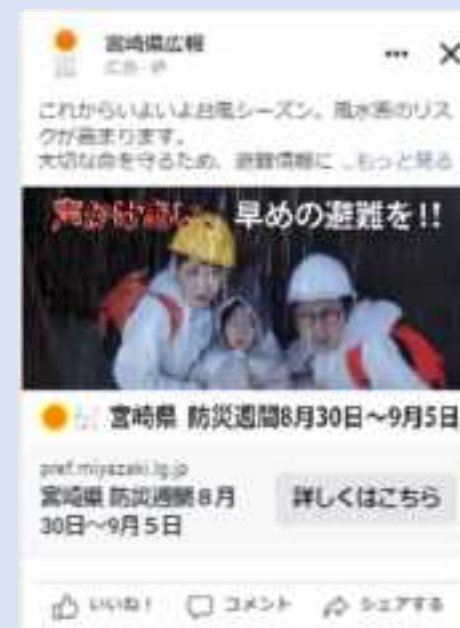 宮崎県広報
広告
これからいよいよ台風シーズン。風水害のリス
クが高まります。
大切な命を守るため、避難情報に ...もっと見る
早めの避難を!!
宮崎県 防災週間8月30日～9月5日
pref.miyazaki.lg.jp
宮崎県 防災週間 8月
30日～9月5日
詳しくはこちら
いいね!
コメント
シェアする